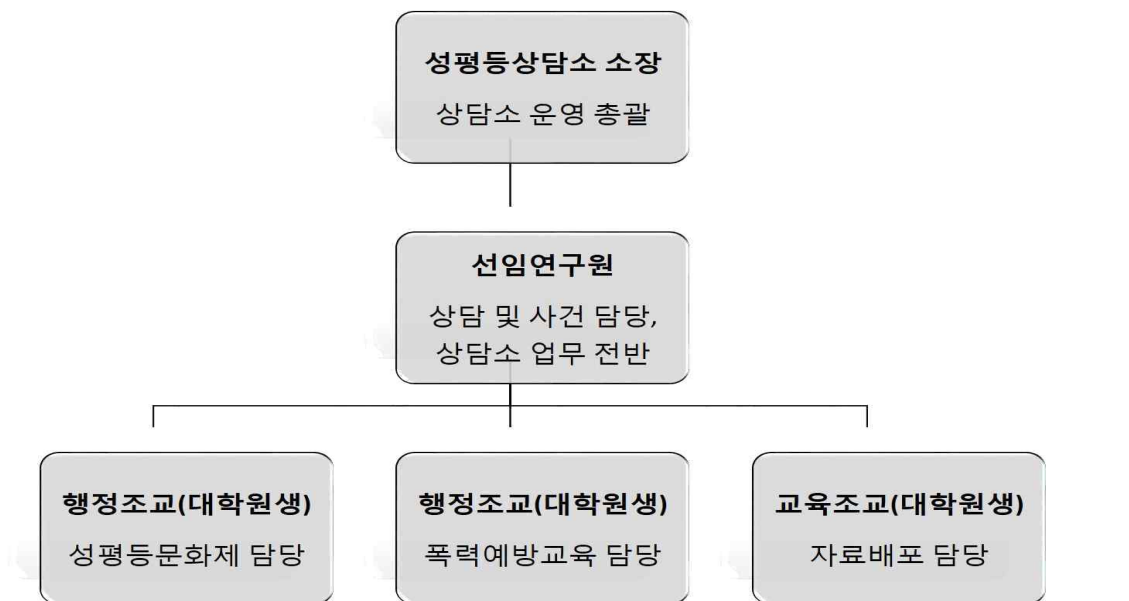 성평등상담소 소장
상담소 운영 총괄
선임연구원
상담 및 사건 담당,
상담소 업무 전반
행정조교(대학원생)
성평등문화제 담당
행정조교(대학원생)
폭력예방교육 담당
교육조교(대학원생)
자료배포 담당